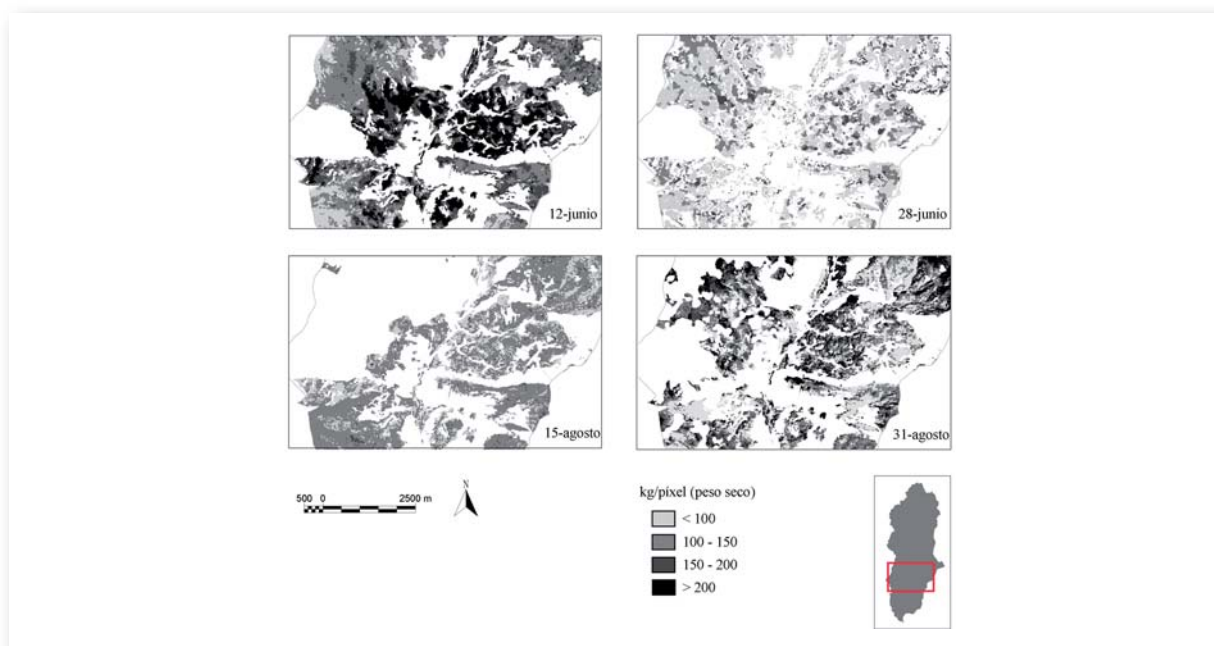 12-junio
28-junio
15-agosto
31-agosto
500 0 2500 m
N
kg/píxel (peso seco)
< 100
100 - 150
150 - 200
> 200